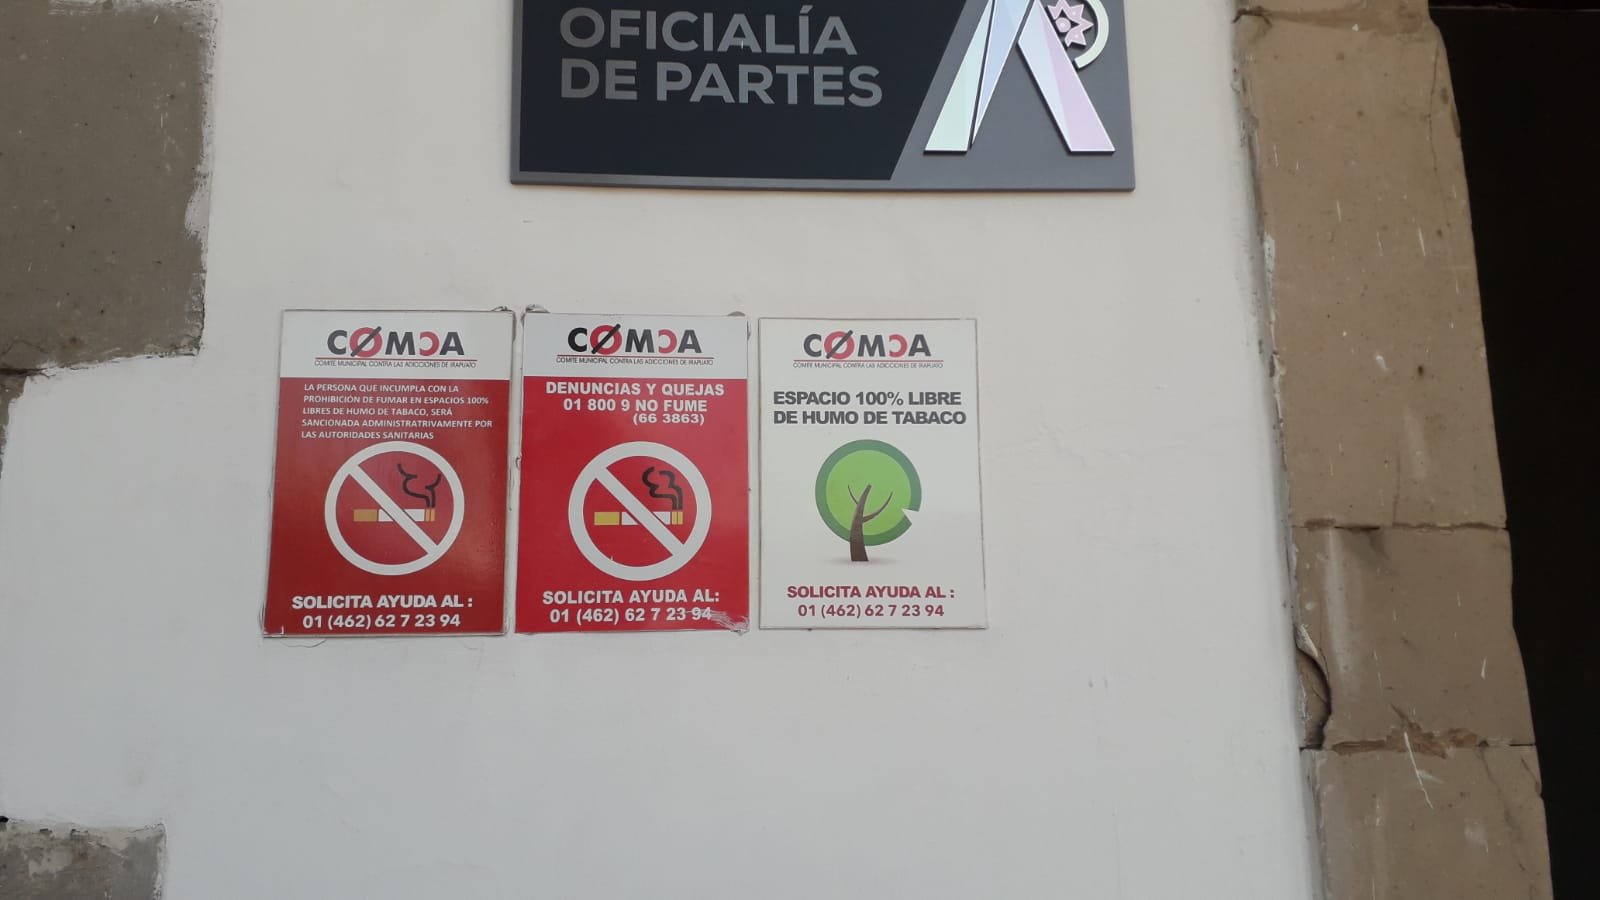 OFICIALÍA
DE PARTES
CØMCA
COMITE MUNICIPAL CONTRA LAS ADICCIONES DE IRAPUATO
LA PERSONA QUE INCUMPLA CON LA
PROHIBICIÓN DE FUMAR EN ESPACIOS 100%
LIBRES DE HUMO DE TABACO, SERÁ
SANCIONADA ADMINISTRATRIVAMENTE POR
LAS AUTORIDADES SANITARIAS
SOLICITA AYUDA AL :
01 (462) 62 7 23 94
CØMCA
COMITE MUNICIPAL CONTRA LAS ADICCIONES DE IRAPUATO
DENUNCIAS Y QUEJAS
01 800 9 NO FUME
(66 3863)
SOLICITA AYUDA AL:
01 (462) 62 7 23 94
CØMCA
COMITE MUNICIPAL CONTRA LAS ADICCIONES DE IRAPUATO
ESPACIO 100% LIBRE
DE HUMO DE TABACO
SOLICITA AYUDA AL :
01 (462) 62 7 23 94